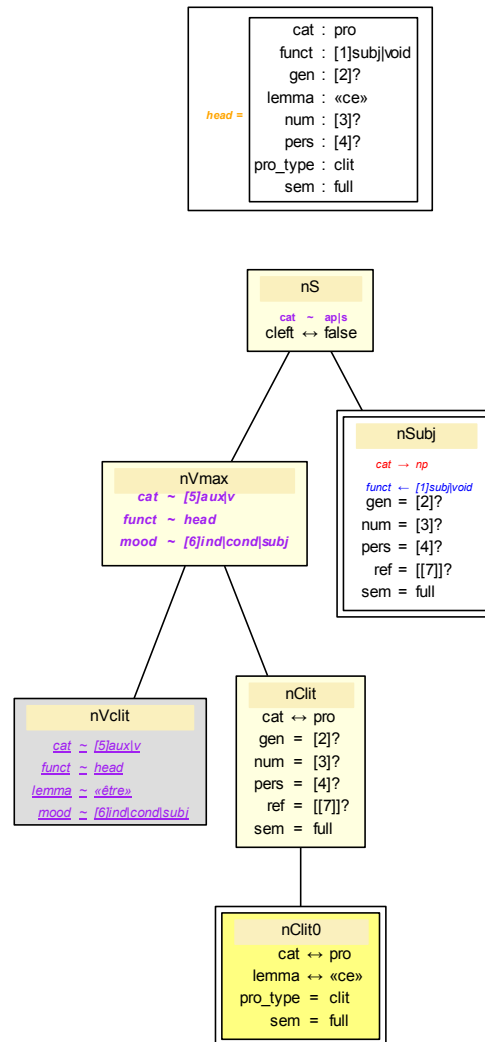 head =
cat : pro
funct : [1]subj|void
gen : [2]?
lemma : «ce»
num : [3]?
pers : [4]?
pro_type : clit
sem : full
nS
cat ~ ap|s
cleft ↔ false
nSubj
cat → np
funct ← [1]subj|void
gen = [2]?
num = [3]?
pers = [4]?
ref = [[7]]?
sem = full
nVmax
cat ~ [5]aux|v
funct ~ head
mood ~ [6]ind|cond|subj
nVclit
cat ~ [5]aux|v
funct ~ head
lemma ~ «être»
mood ~ [6]ind|cond|subj
nClit
cat ↔ pro
gen = [2]?
num = [3]?
pers = [4]?
ref = [[7]]?
sem = full
nClit0
cat ↔ pro
lemma ↔ «ce»
pro_type = clit
sem = full